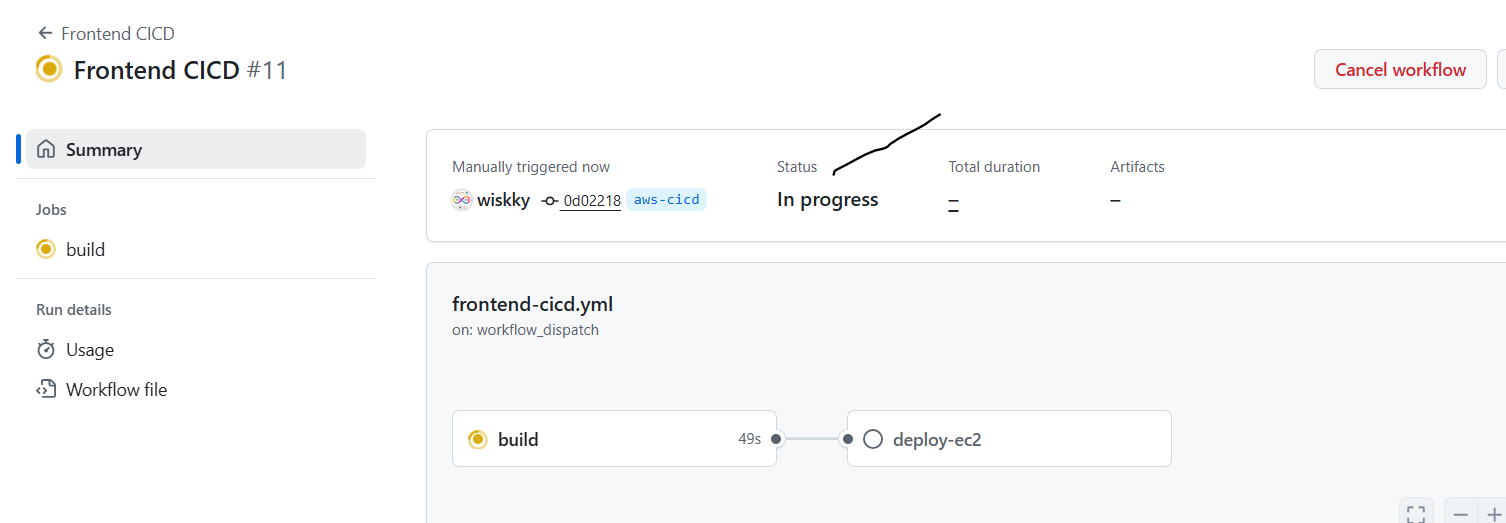 Frontend CICD
Frontend CICD #11
Cancel workflow
Summary
Jobs
build
Run details
Usage
Workflow file
Manually triggered now
wiskky 0d02218 aws-cicd
Status
In progress
Total duration
–
Artifacts
–
frontend-cicd.yml
on: workflow_dispatch
build 49s
deploy-ec2